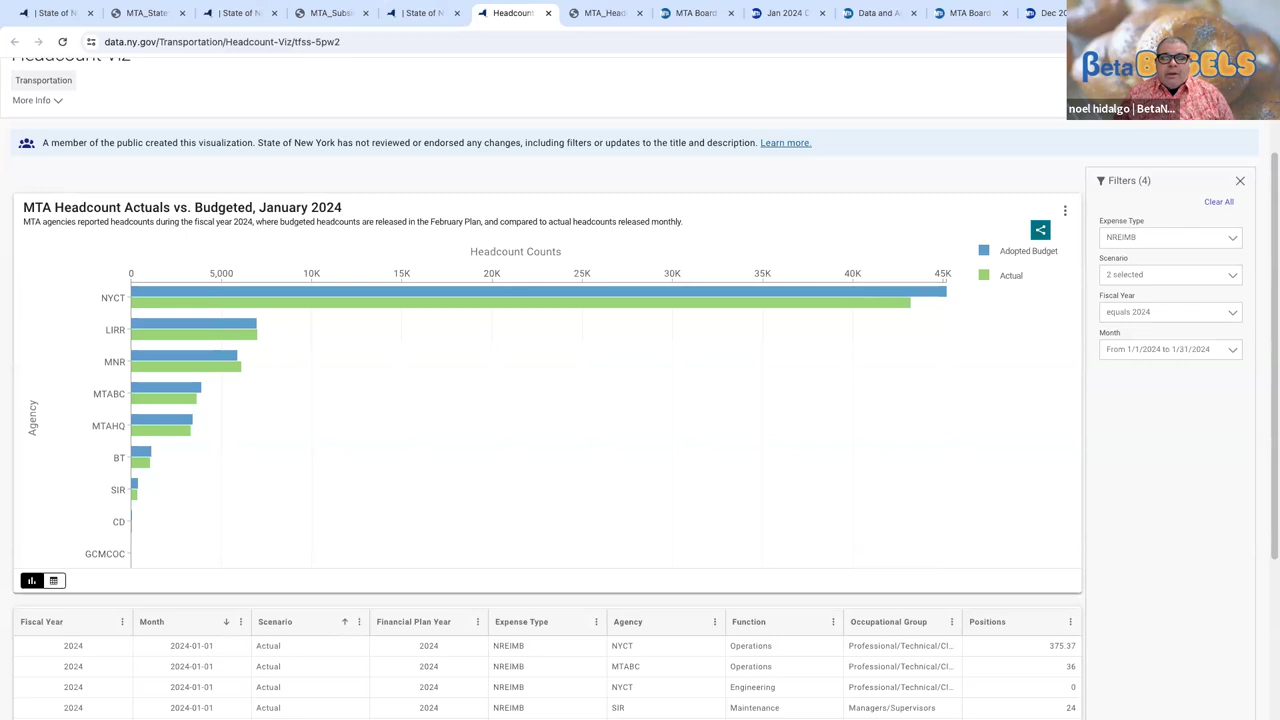 State of N
MTA_State
State of N
MTA_Subsi
State of N
Headcount
MTA_Head
MTA Board
Jan 2024 C
Data and A
MTA Board
Dec 20
data.ny.gov/Transportation/Headcount-Viz/tfss-5pw2
Headcount Viz
Transportation
More Info
βetaBAGELS
noel hidalgo | BetaN...
A member of the public created this visualization. State of New York has not reviewed or endorsed any changes, including filters or updates to the title and description. Learn more.
MTA Headcount Actuals vs. Budgeted, January 2024
MTA agencies reported headcounts during the fiscal year 2024, where budgeted headcounts are released in the February Plan, and compared to actual headcounts released monthly.
Headcount Counts
Adopted Budget
Actual
0 5,000 10K 15K 20K 25K 30K 35K 40K 45K
NYCT
LIRR
MNR
MTABC
MTAHQ
BT
SIR
CD
GCMCOC
Agency
Filters (4)
Clear All
Expense Type
NREIMB
Scenario
2 selected
Fiscal Year
equals 2024
Month
From 1/1/2024 to 1/31/2024
Fiscal Year Month Scenario Financial Plan Year Expense Type Agency Function Occupational Group Positions
2024 2024-01-01 Actual 2024 NREIMB NYCT Operations Professional/Technical/Cl... 375.37
2024 2024-01-01 Actual 2024 NREIMB MTABC Operations Professional/Technical/Cl... 36
2024 2024-01-01 Actual 2024 NREIMB NYCT Engineering Professional/Technical/Cl... 0
2024 2024-01-01 Actual 2024 NREIMB SIR Maintenance Managers/Supervisors 24